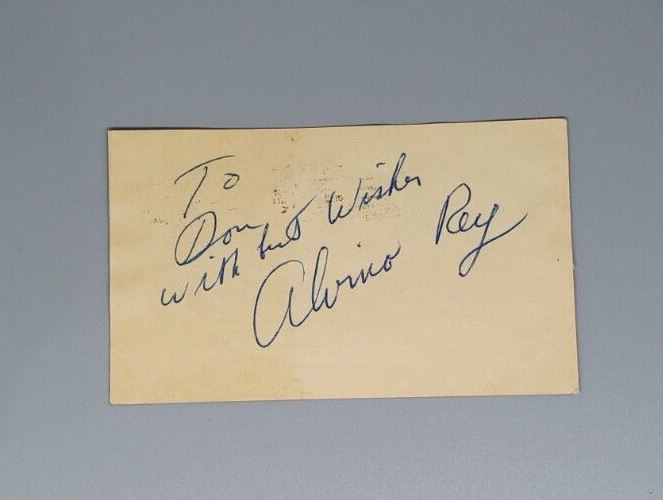 To
Don
with best Wishes
Alvino Rey